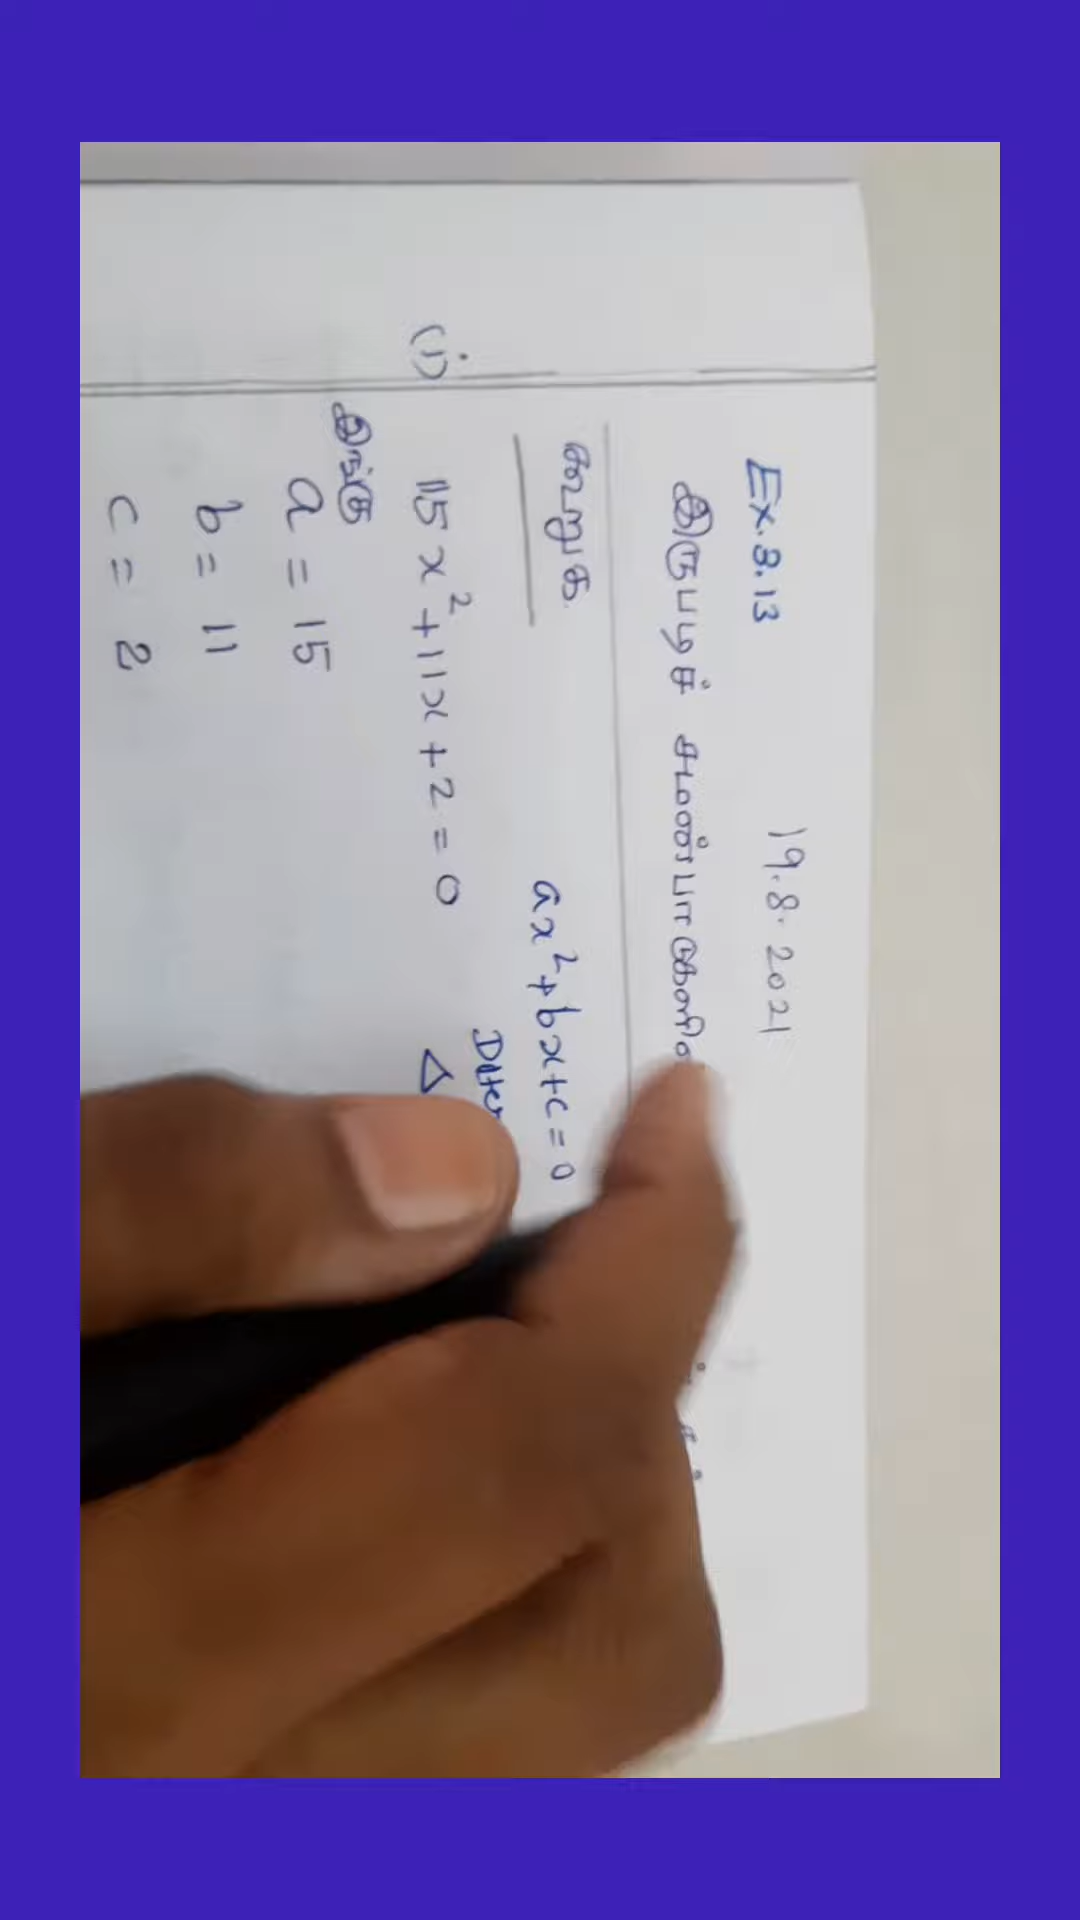 19.8.2021
Ex.3.13
இருபடிச் சமன்பாடுகளின்
கூறுக.
ax²+bx+c=0
(i) 15x²+11x+2=0
இங்கு
Δ
a = 15
b = 11
c = 2